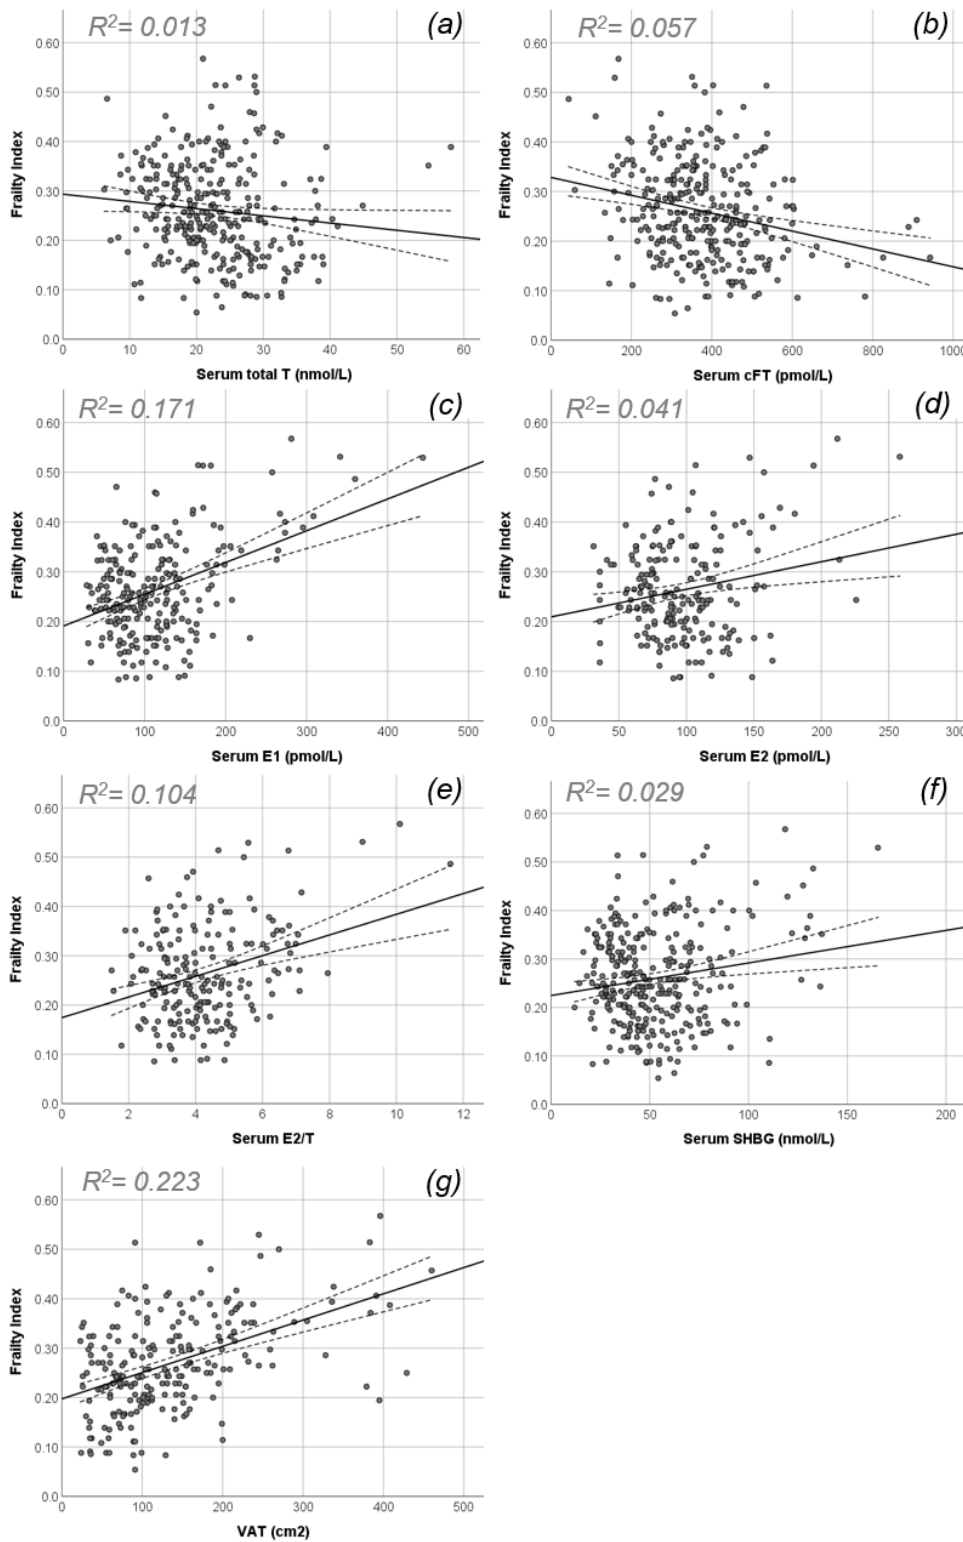 R²= 0.013 (a)
0.60
0.50
0.40
0.30
0.20
0.10
0.0
Frailty Index
0 10 20 30 40 50 60
Serum total T (nmol/L)
R²= 0.057 (b)
0.60
0.50
0.40
0.30
0.20
0.10
0.0
Frailty Index
0 200 400 600 800 1000
Serum cFT (pmol/L)
R²= 0.171 (c)
0.60
0.50
0.40
0.30
0.20
0.10
0.0
Frailty Index
0 100 200 300 400 500
Serum E1 (pmol/L)
R²= 0.041 (d)
0.60
0.50
0.40
0.30
0.20
0.10
0.0
Frailty Index
0 50 100 150 200 250 300
Serum E2 (pmol/L)
R²= 0.104 (e)
0.60
0.50
0.40
0.30
0.20
0.10
0.00
Frailty Index
0 2 4 6 8 10 12
Serum E2/T
R²= 0.029 (f)
0.60
0.50
0.40
0.30
0.20
0.10
0.00
Frailty Index
0 50 100 150 200
Serum SHBG (nmol/L)
R²= 0.223 (g)
0.60
0.50
0.40
0.30
0.20
0.10
0.00
Frailty Index
0 100 200 300 400 500
VAT (cm2)